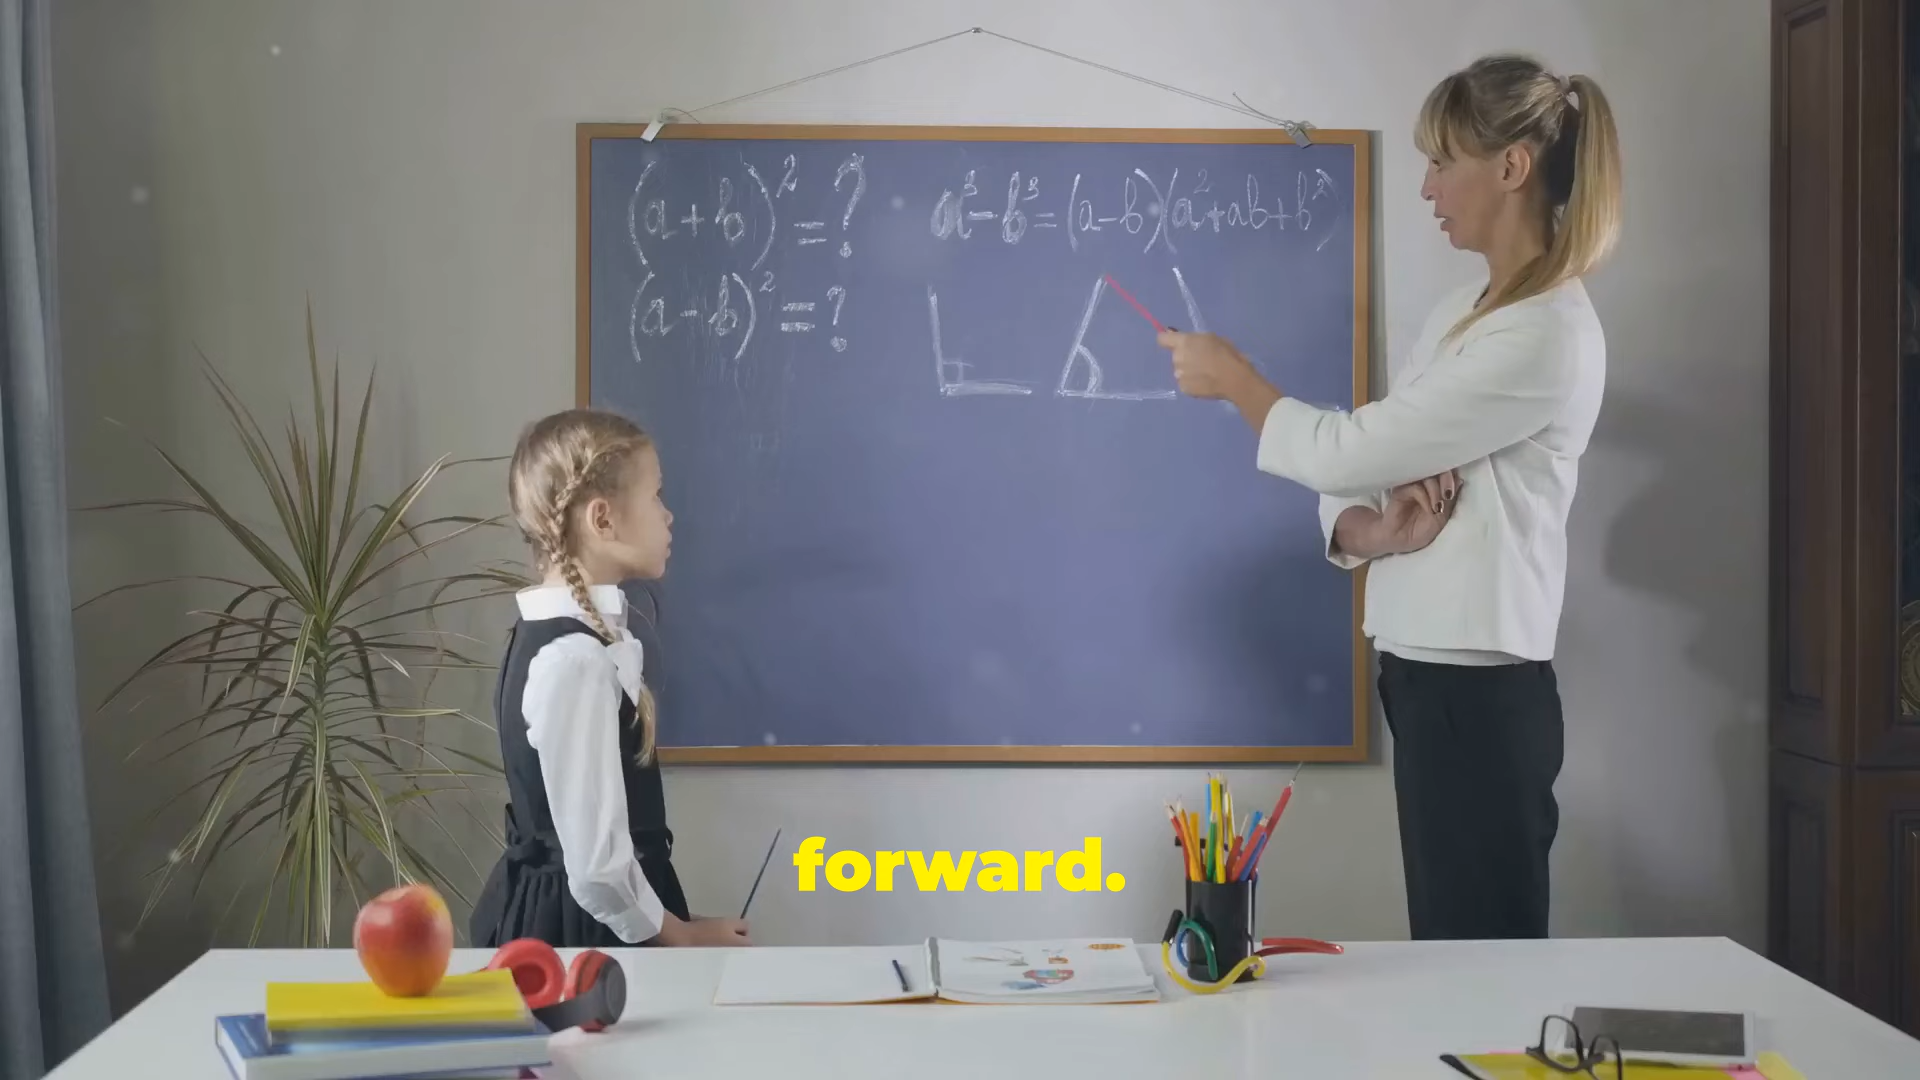 (a+b)² = ?
(a-b)² = ?
a³-b³=(a-b)(a²+ab+b²)
forward.